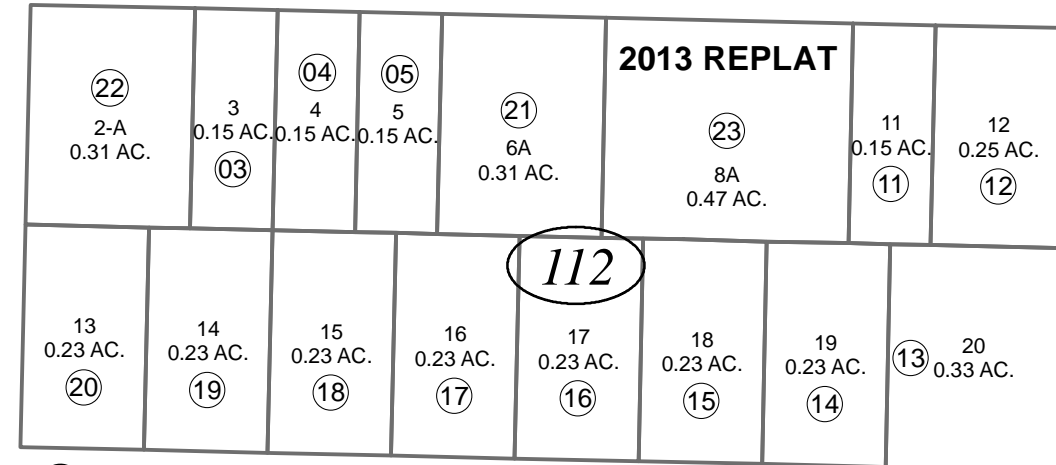 2013 REPLAT
22
2-A
0.31 AC.
3
0.15 AC.
03
04
4
0.15 AC.
05
5
0.15 AC.
21
6A
0.31 AC.
23
8A
0.47 AC.
11
0.15 AC.
11
12
0.25 AC.
12
112
13
0.23 AC.
20
14
0.23 AC.
19
15
0.23 AC.
18
16
0.23 AC.
17
17
0.23 AC.
16
18
0.23 AC.
15
19
0.23 AC.
14
13
20
0.33 AC.